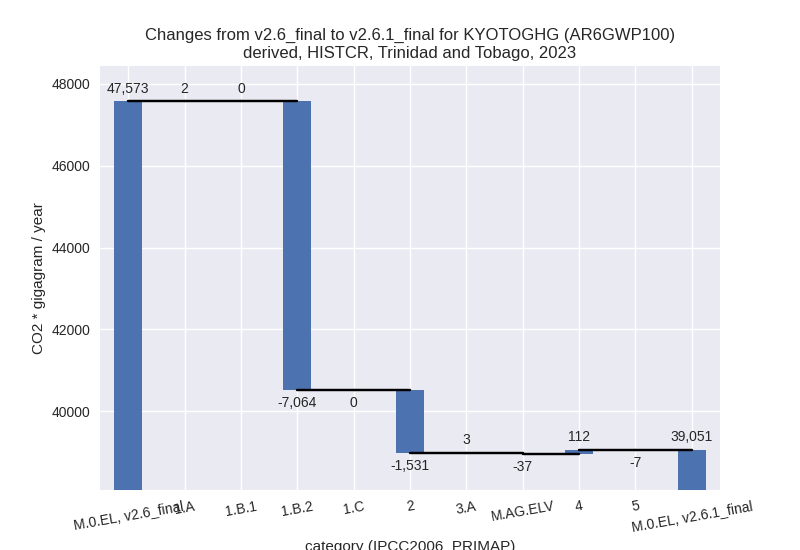 Changes from v2.6_final to v2.6.1_final for KYOTOGHG (AR6GWP100)
derived, HISTCR, Trinidad and Tobago, 2023
CO2 * gigagram / year
48000
46000
44000
42000
40000
47,573
2
0
-7,064
0
-1,531
3
-37
112
-7
39,051
M.0.EL, v2.6_final
1.A
1.B.1
1.B.2
1.C
2
3.A
M.AG.ELV
4
5
M.0.EL, v2.6.1_final
category (IPCC2006_PRIMAP)